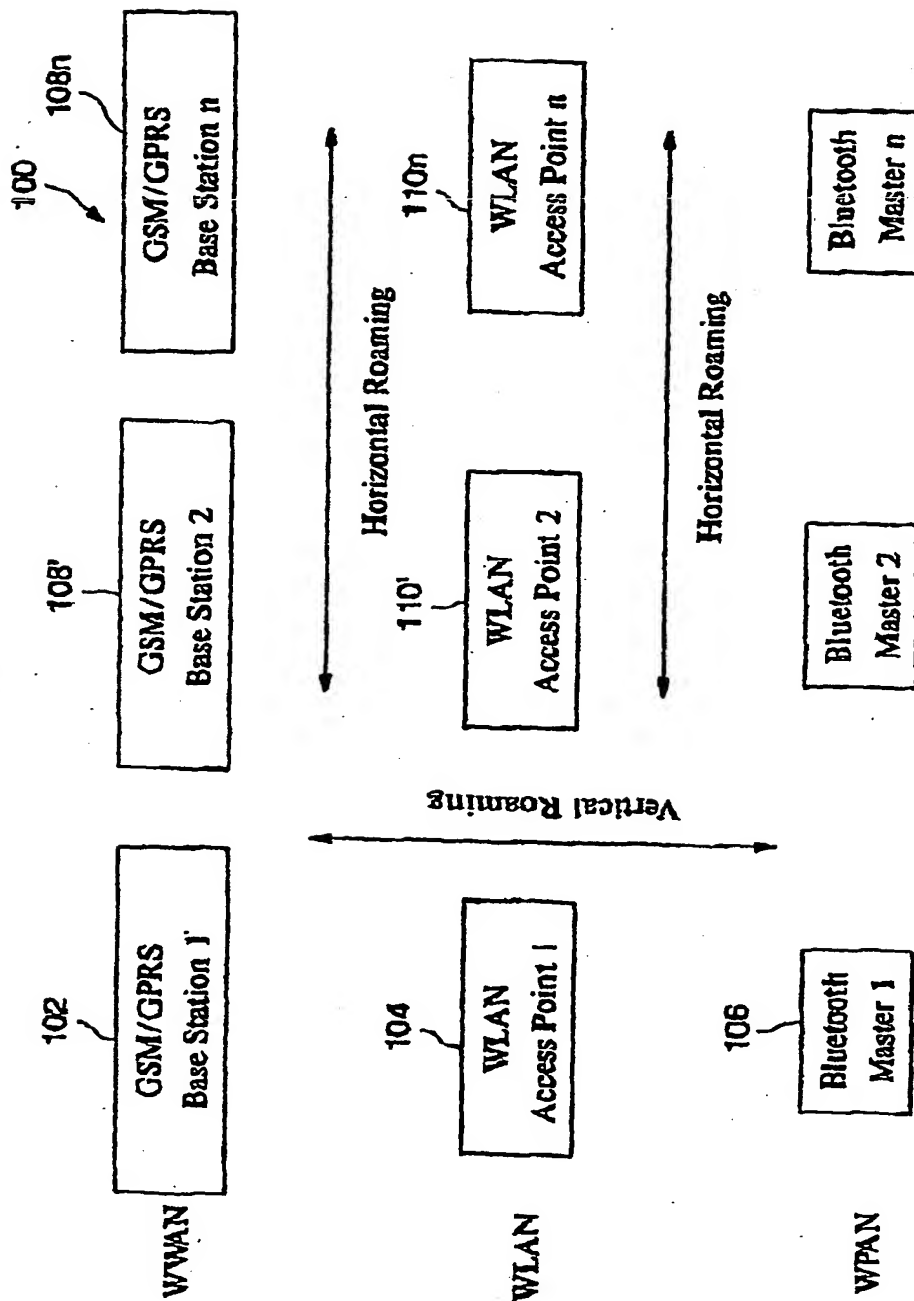 100
102
108'
108n
WWAN
GSM/GPRS
Base Station 1
GSM/GPRS
Base Station 2
GSM/GPRS
Base Station n
Horizontal Roaming
Vertical Roaming
104
110'
110n
WLAN
WLAN
Access Point 1
WLAN
Access Point 2
WLAN
Access Point n
Horizontal Roaming
106
WPAN
Bluetooth
Master 1
Bluetooth
Master 2
Bluetooth
Master n